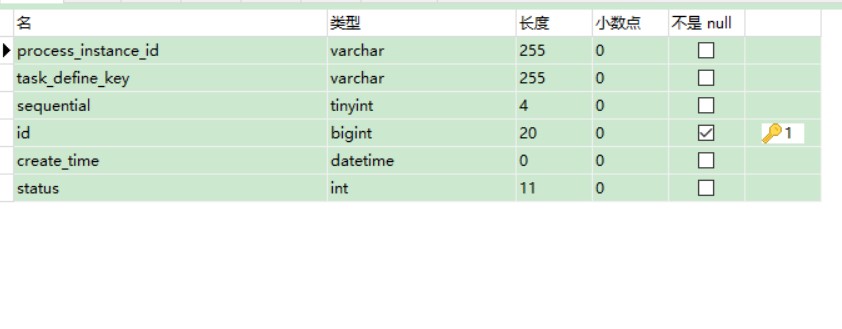 名 类型 长度 小数点 不是 null
process_instance_id varchar 255 0
task_define_key varchar 255 0
sequential tinyint 4 0
id bigint 20 0 1
create_time datetime 0 0
status int 11 0